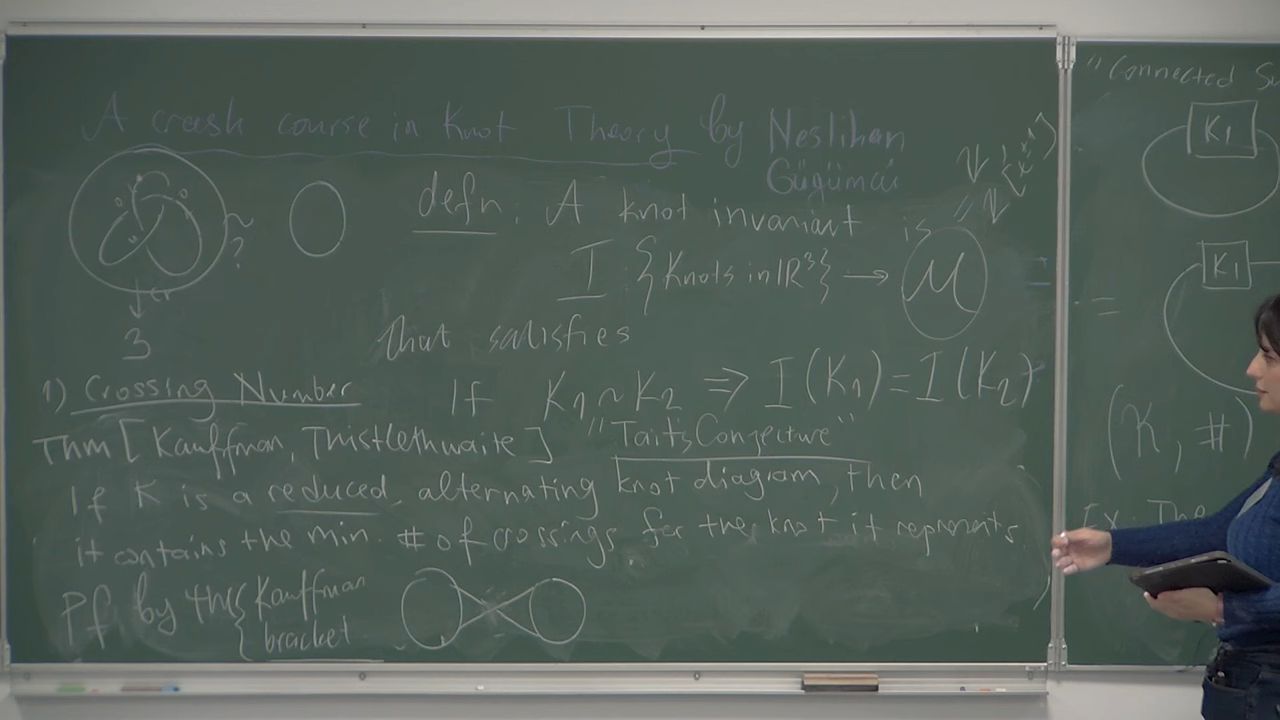 A crash course in Knot Theory by Neslihan
Gügümcü
defn: A knot invariant is
I {Knots in IR³} → M
~
?
cr
3
that satisfies
If K₁ ~ K₂ ⇒ I(K₁) = I(K₂)
1) Crossing Number
Thm [Kauffman, Thistlethwaite] "Tait's Conjecture"
If K is a reduced, alternating knot diagram, then
it contains the min. # of crossings for the knot it represents
Pf by the { Kauffman
bracket
"Connected
K₁
= K₁
(K, #)
Ex: The